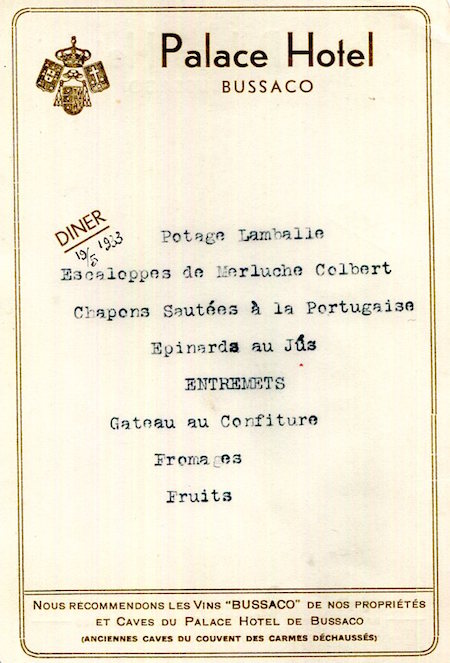 Palace Hotel
BUSSACO
DINER
19/5 1933
Potage Lamballe
Escaloppes de Merluche Colbert
Chapons Sautées à la Portugaise
Epinards au Jús
ENTREMETS
Gateau au Confiture
Fromages
Fruits
NOUS RECOMMENDONS LES VINS "BUSSACO" DE NOS PROPRIÉTÉS
ET CAVES DU PALACE HOTEL DE BUSSACO
(ANCIENNES CAVES DU COUVENT DES CARMES DÉCHAUSSÉS)